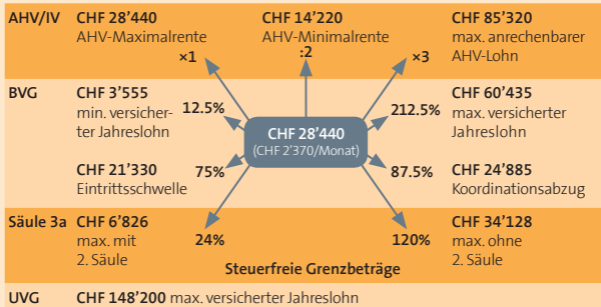 AHV/IV
CHF 28’440
AHV-Maximalrente
×1
CHF 14’220
AHV-Minimalrente
:2
CHF 85’320
max. anrechenbarer
AHV-Lohn
×3
BVG
CHF 3’555
min. versicher-
ter Jahreslohn
12.5%
CHF 28’440
(CHF 2’370/Monat)
212.5%
CHF 60’435
max. versicherter
Jahreslohn
CHF 21’330
Eintrittsschwelle
75%
87.5%
CHF 24’885
Koordinationsabzug
Säule 3a
CHF 6’826
max. mit
2. Säule
24%
Steuerfreie Grenzbeträge
120%
CHF 34’128
max. ohne
2. Säule
UVG
CHF 148’200 max. versicherter Jahreslohn